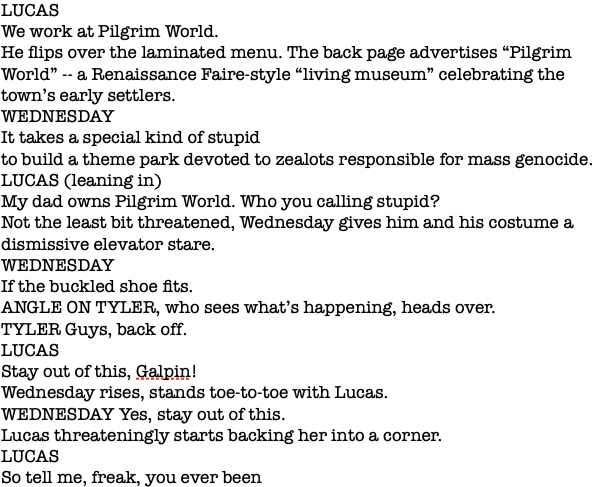 LUCAS
We work at Pilgrim World.
He flips over the laminated menu. The back page advertises “Pilgrim
World” -- a Renaissance Faire-style “living museum” celebrating the
town’s early settlers.
WEDNESDAY
It takes a special kind of stupid
to build a theme park devoted to zealots responsible for mass genocide.
LUCAS (leaning in)
My dad owns Pilgrim World. Who you calling stupid?
Not the least bit threatened, Wednesday gives him and his costume a
dismissive elevator stare.
WEDNESDAY
If the buckled shoe fits.
ANGLE ON TYLER, who sees what’s happening, heads over.
TYLER Guys, back off.
LUCAS
Stay out of this, Galpin!
Wednesday rises, stands toe-to-toe with Lucas.
WEDNESDAY Yes, stay out of this.
Lucas threateningly starts backing her into a corner.
LUCAS
So tell me, freak, you ever been